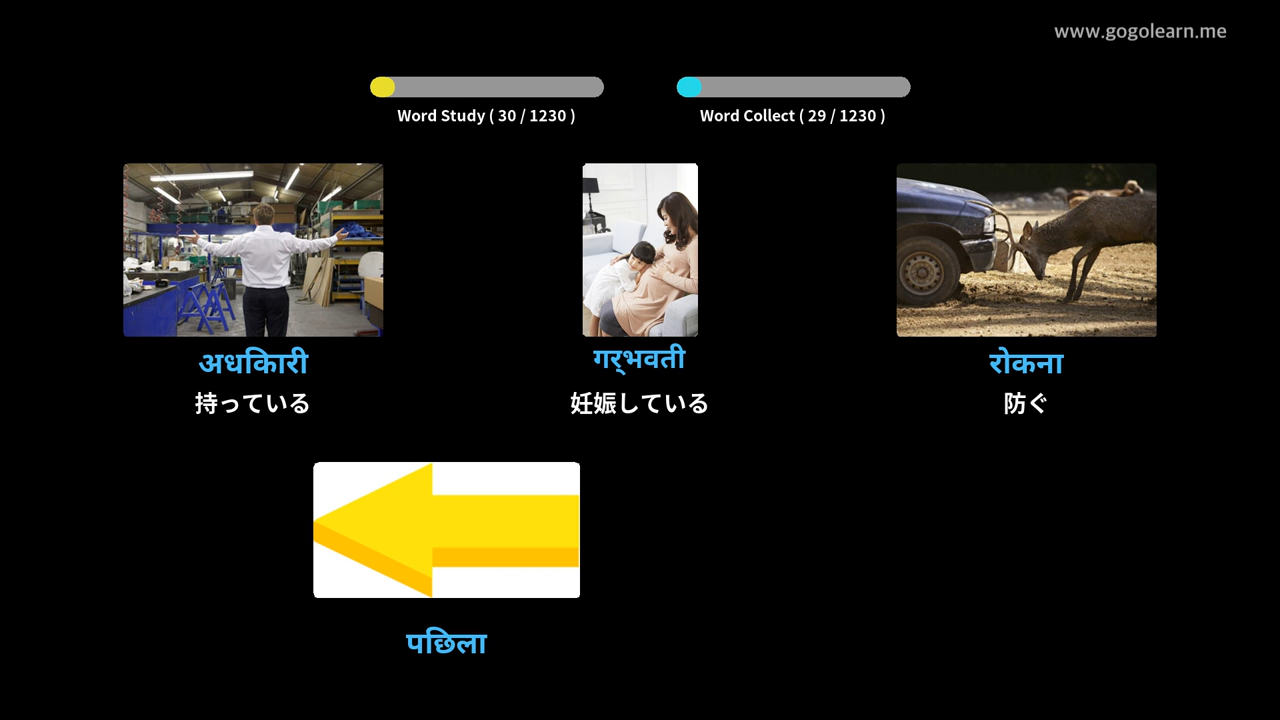 www.gogolearn.me
Word Study ( 30 / 1230 )
Word Collect ( 29 / 1230 )
अधिकारी
गर्भवती
रोकना
持っている
妊娠している
防ぐ
पछिला